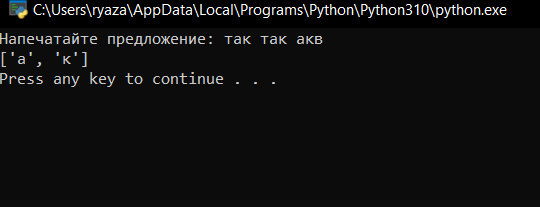 C:\Users\ryaza\AppData\Local\Programs\Python\Python310\python.exe
Напечатайте предложение: так так акв
['а', 'к']
Press any key to continue . . .